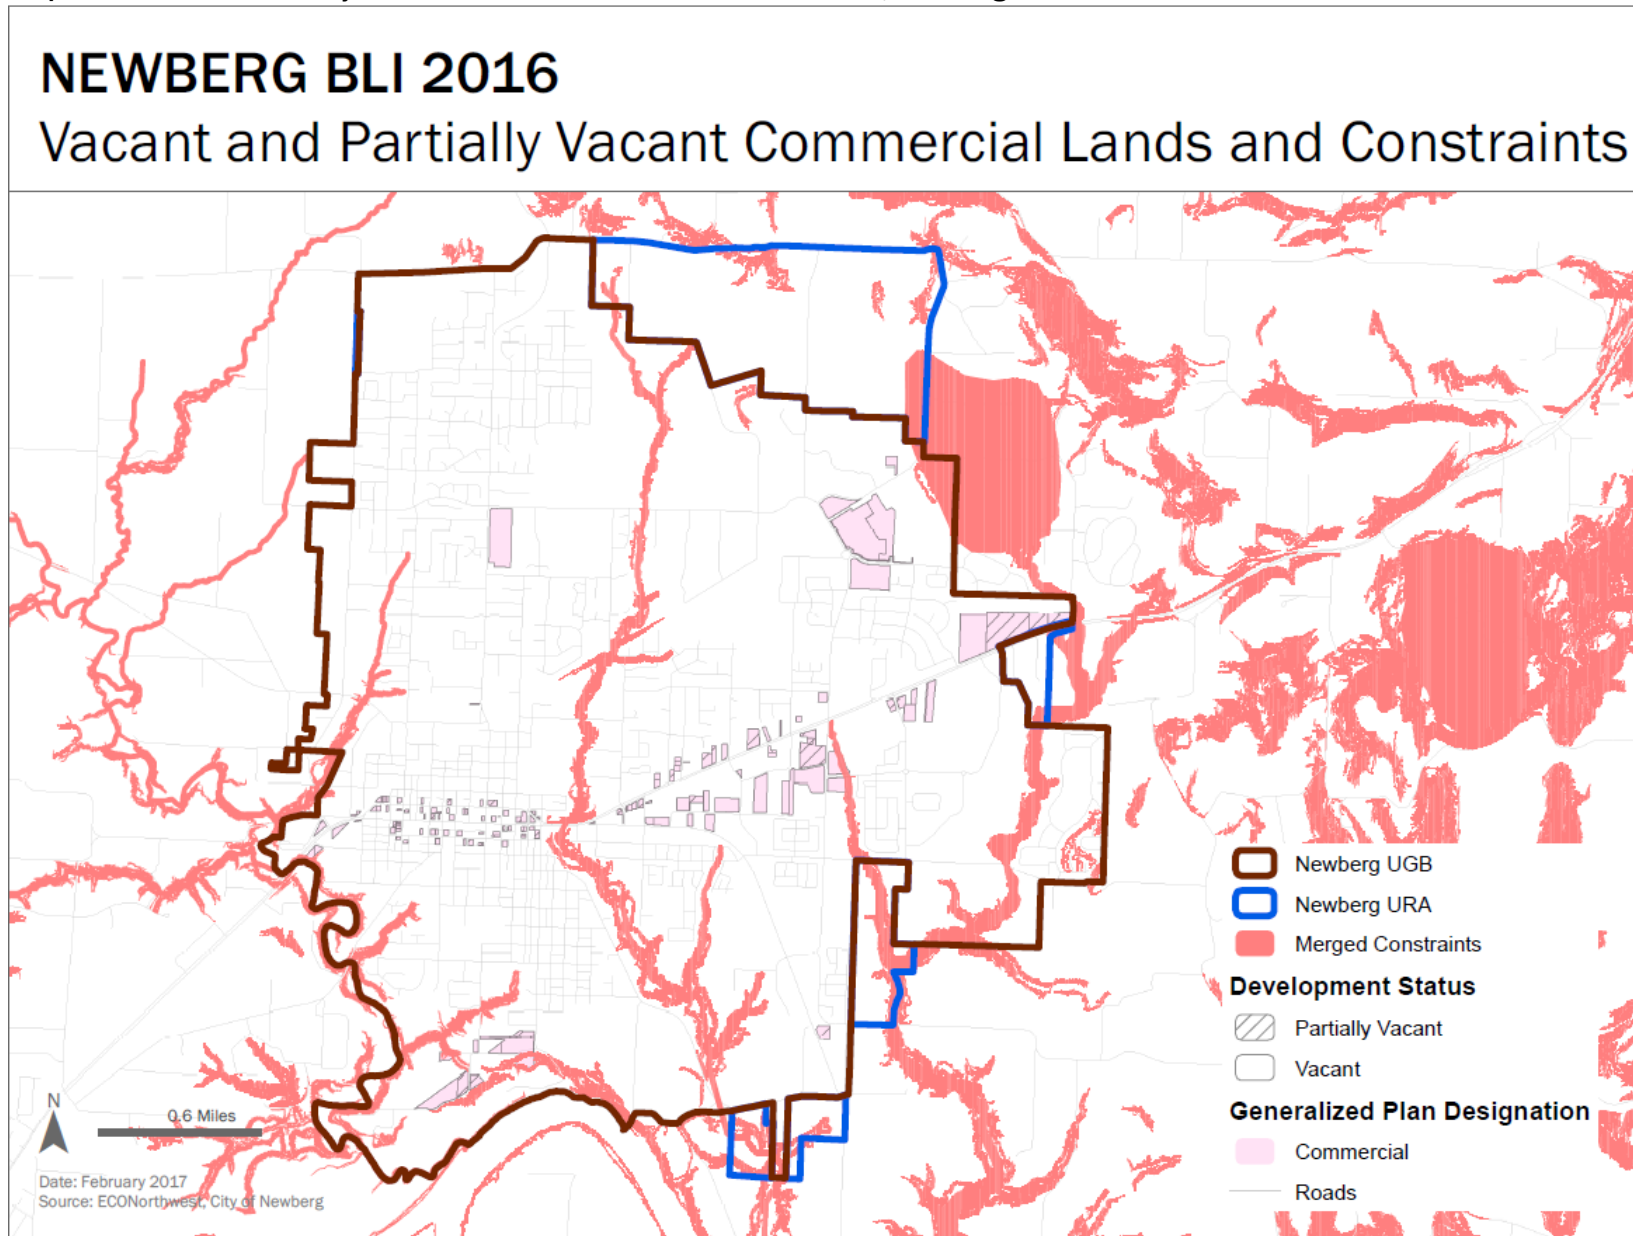 NEWBERG BLI 2016
Vacant and Partially Vacant Commercial Lands and Constraints
Newberg UGB
Newberg URA
Merged Constraints
Development Status
Partially Vacant
Vacant
Generalized Plan Designation
Commercial
Roads
N
0.6 Miles
Date: February 2017
Source: ECONorthwest, City of Newberg